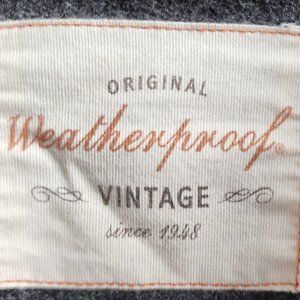 ORIGINAL
Weatherproof®
VINTAGE
since 1948